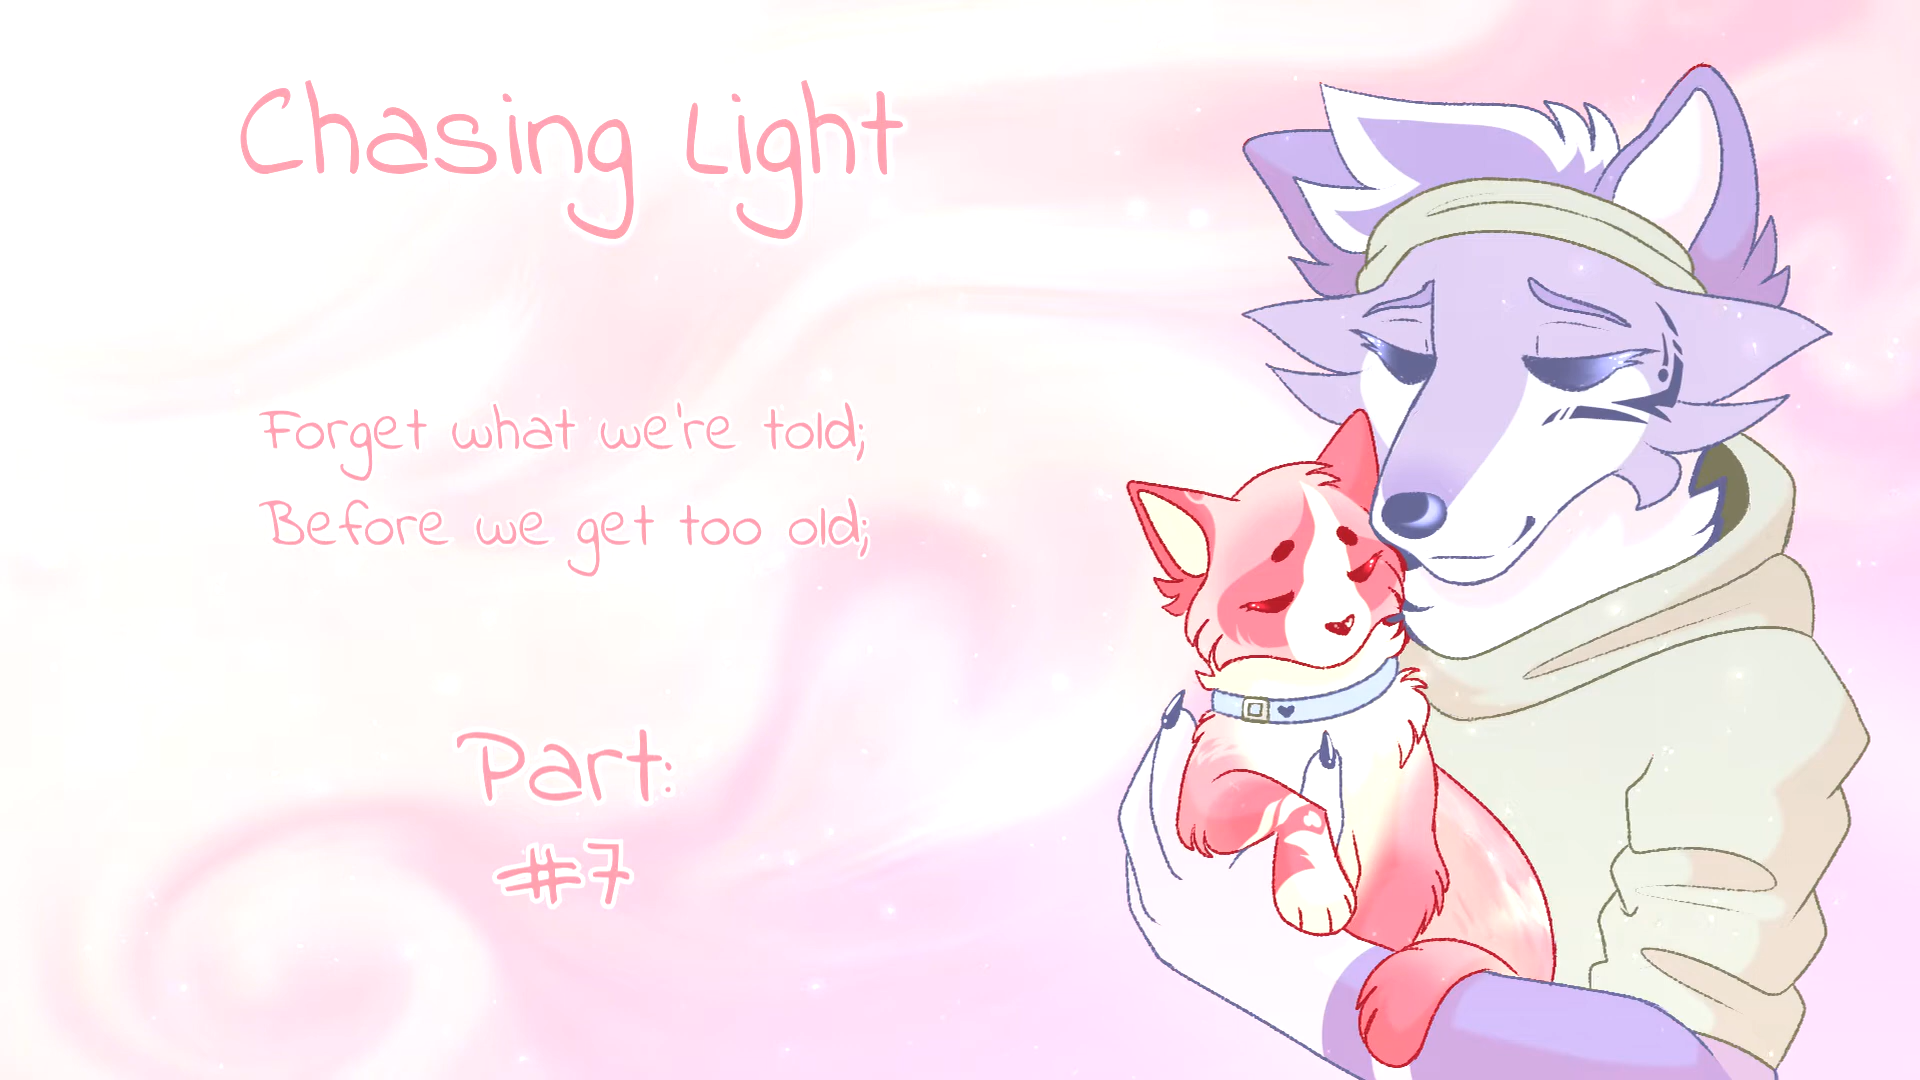 Chasing Light
Forget what we're told;
Before we get too old;
Part:
#7